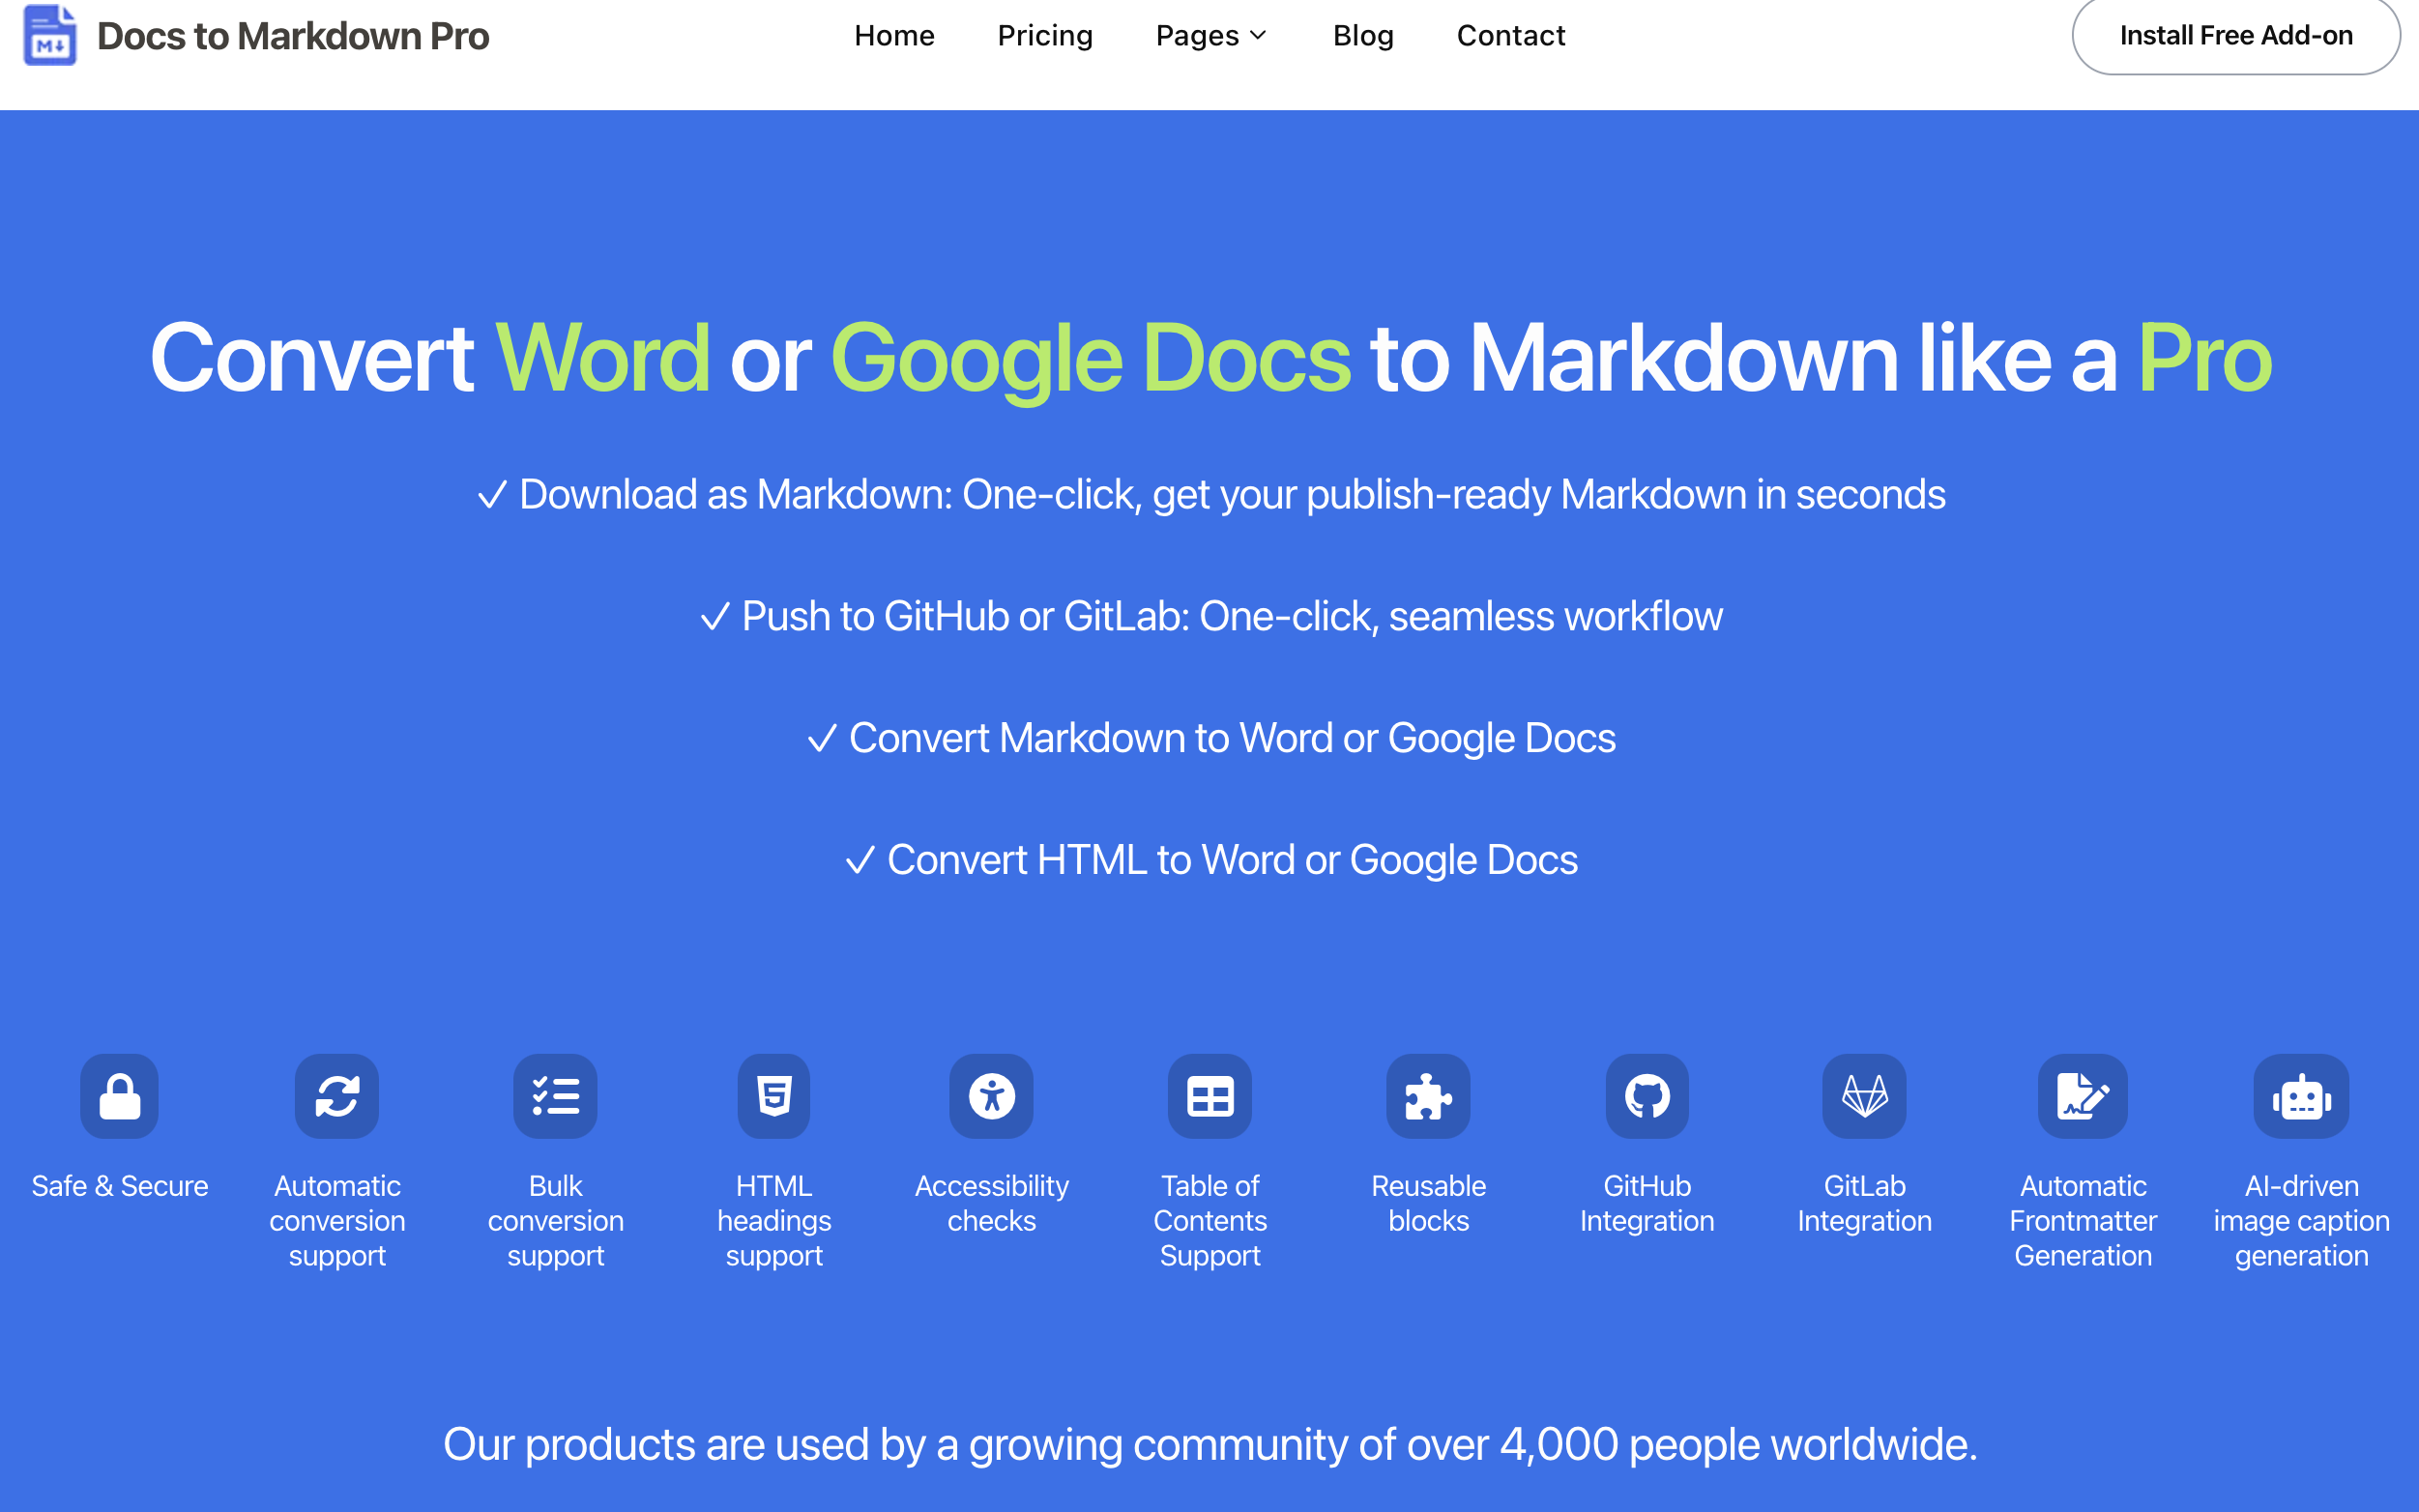 Docs to Markdown Pro
Home
Pricing
Pages
Blog
Contact
Install Free Add-on
Convert Word or Google Docs to Markdown like a Pro
✓ Download as Markdown: One-click, get your publish-ready Markdown in seconds
✓ Push to GitHub or GitLab: One-click, seamless workflow
✓ Convert Markdown to Word or Google Docs
✓ Convert HTML to Word or Google Docs
Safe & Secure
Automatic
conversion
support
Bulk
conversion
support
HTML
headings
support
Accessibility
checks
Table of
Contents
Support
Reusable
blocks
GitHub
Integration
GitLab
Integration
Automatic
Frontmatter
Generation
AI-driven
image caption
generation
Our products are used by a growing community of over 4,000 people worldwide.